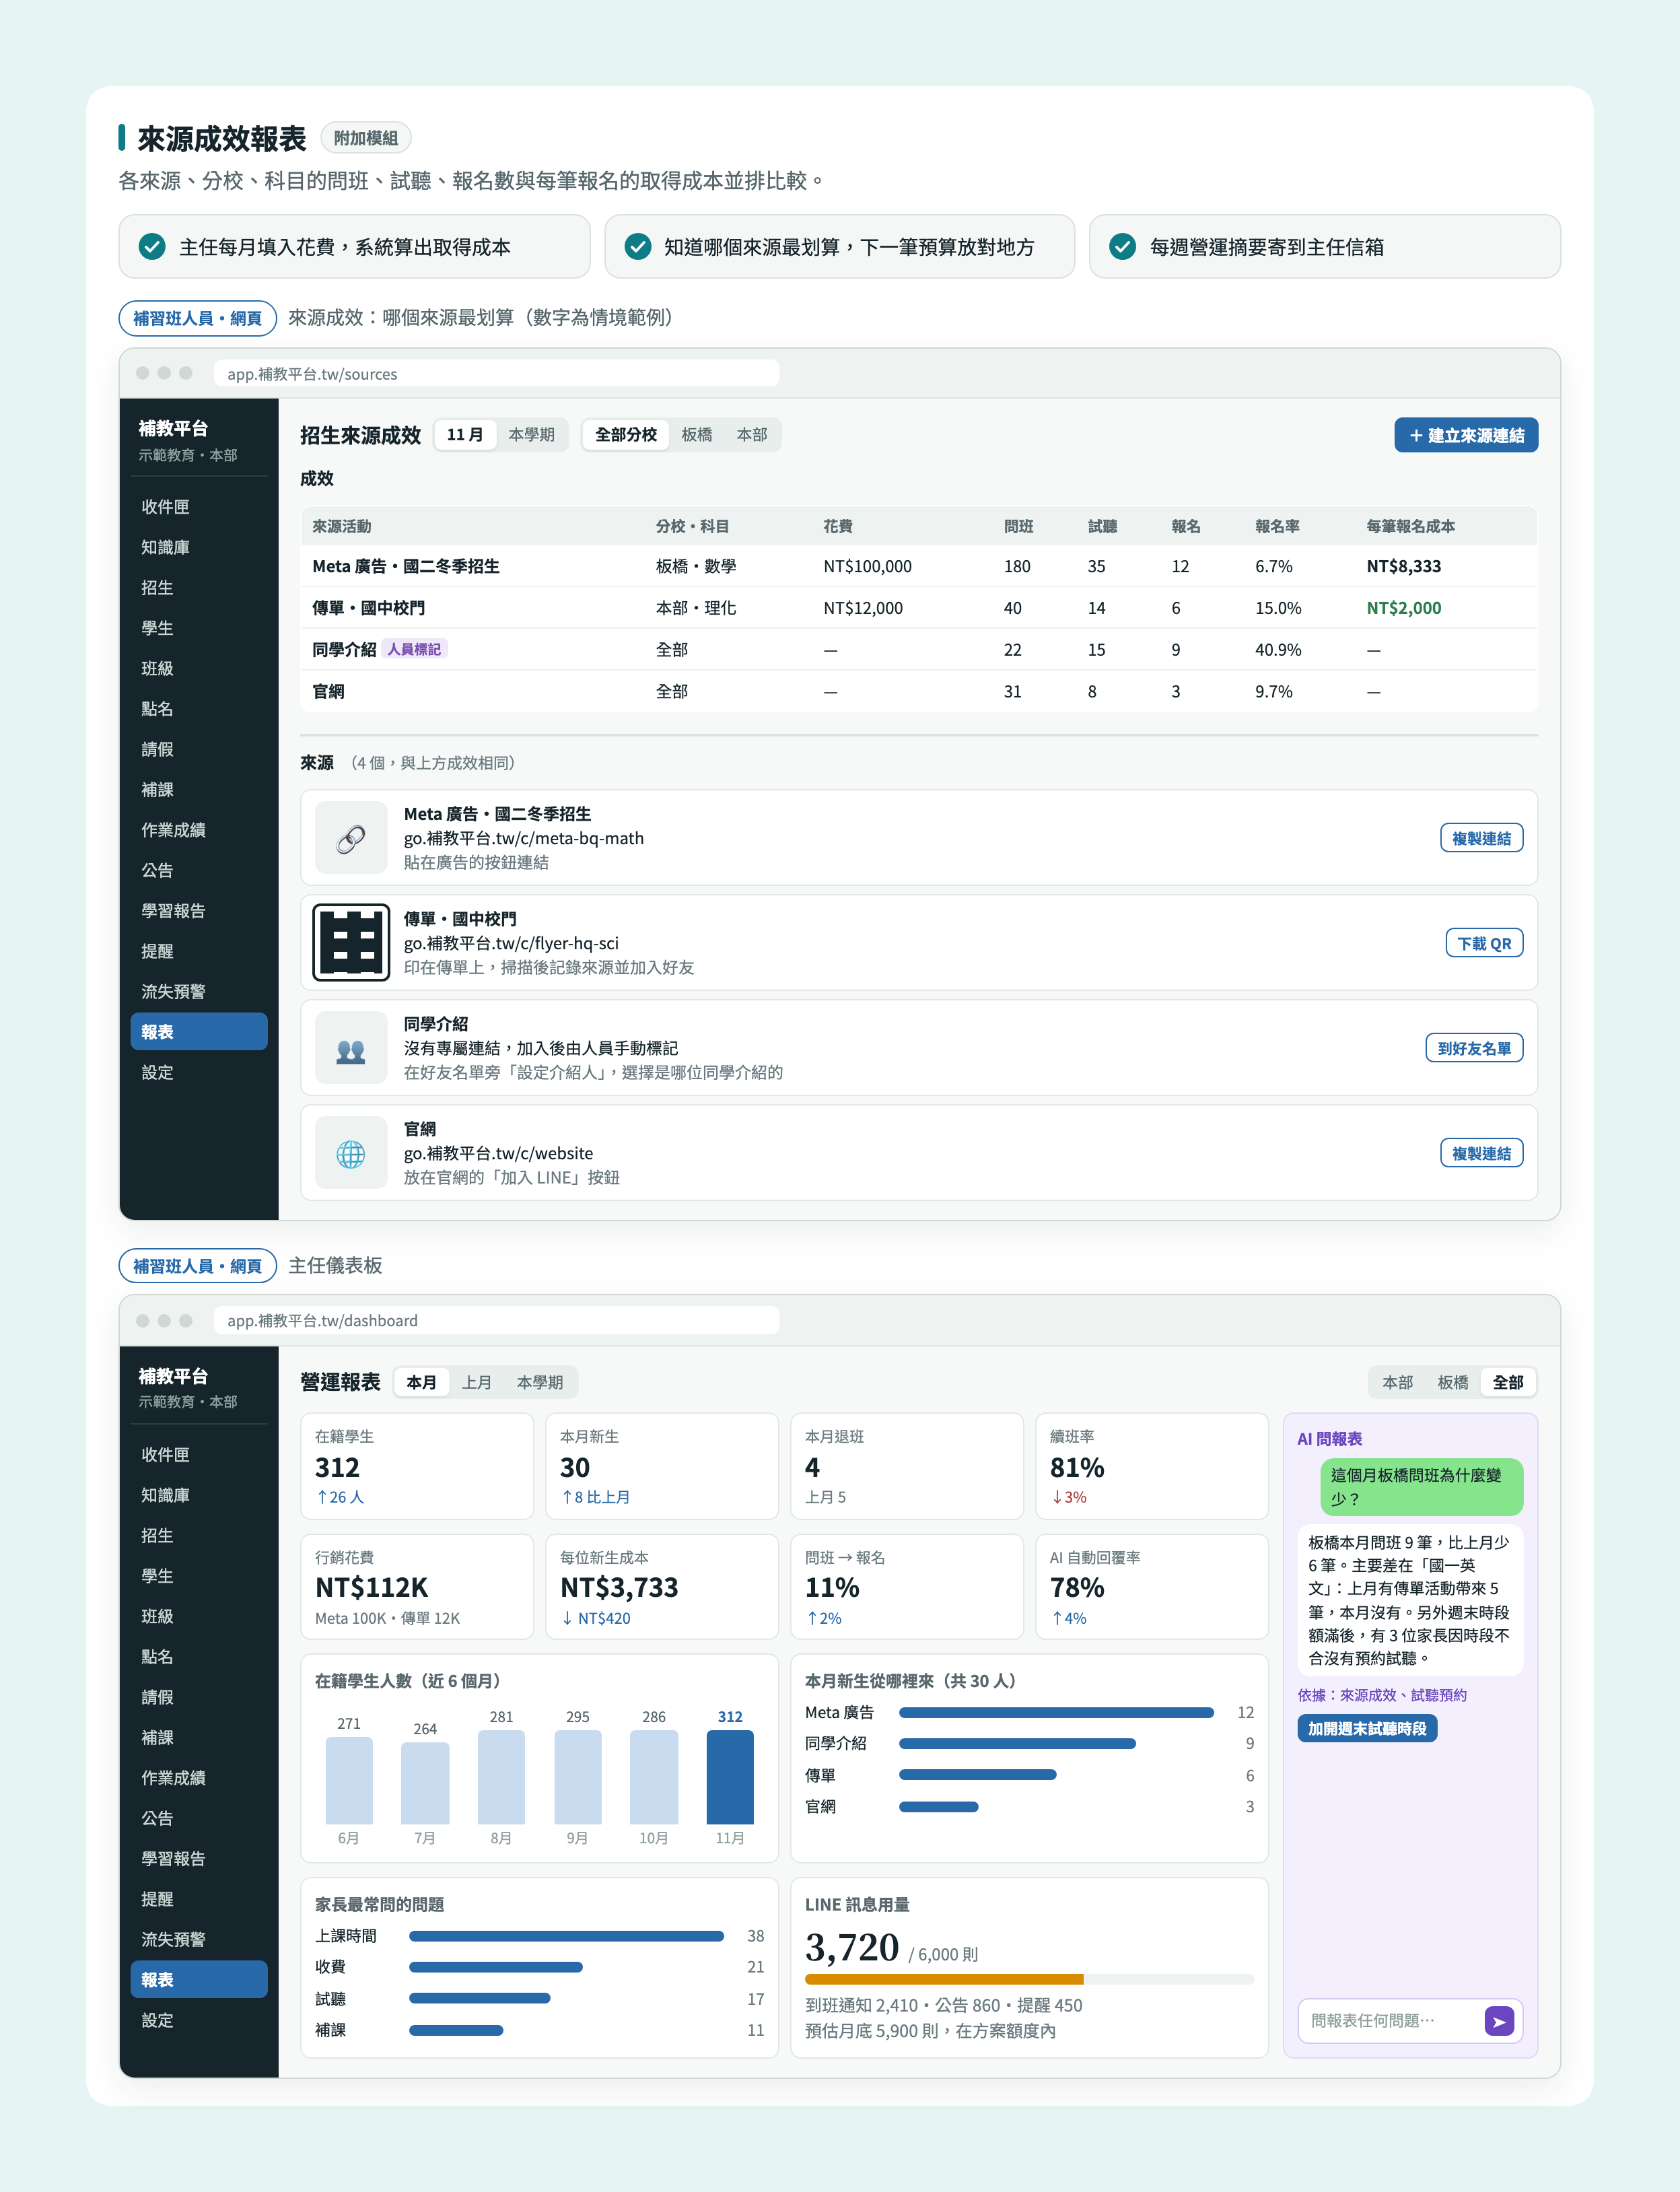 來源成效報表 附加模組
各來源、分校、科目的問班、試聽、報名數與每筆報名的取得成本並排比較。
主任每月填入花費，系統算出取得成本
知道哪個來源最划算，下一筆預算放對地方
每週營運摘要寄到主任信箱
補習班人員・網頁 來源成效：哪個來源最划算（數字為情境範例）
app.補教平台.tw/sources
補教平台
示範教育・本部
收件匣
知識庫
招生
學生
班級
點名
請假
補課
作業成績
公告
學習報告
提醒
流失預警
報表
設定
招生來源成效 11 月 本學期 全部分校 板橋 本部 ＋ 建立來源連結
成效
來源活動 分校・科目 花費 問班 試聽 報名 報名率 每筆報名成本
Meta 廣告・國二冬季招生 板橋・數學 NT$100,000 180 35 12 6.7% NT$8,333
傳單・國中校門 本部・理化 NT$12,000 40 14 6 15.0% NT$2,000
同學介紹 人員標記 全部 — 22 15 9 40.9% —
官網 全部 — 31 8 3 9.7% —
來源 （4 個，與上方成效相同）
Meta 廣告・國二冬季招生
go.補教平台.tw/c/meta-bq-math
貼在廣告的按鈕連結
複製連結
傳單・國中校門
go.補教平台.tw/c/flyer-hq-sci
印在傳單上，掃描後記錄來源並加入好友
下載 QR
同學介紹
沒有專屬連結，加入後由人員手動標記
在好友名單旁「設定介紹人」，選擇是哪位同學介紹的
到好友名單
官網
go.補教平台.tw/c/website
放在官網的「加入 LINE」按鈕
複製連結
補習班人員・網頁 主任儀表板
app.補教平台.tw/dashboard
補教平台
示範教育・本部
收件匣
知識庫
招生
學生
班級
點名
請假
補課
作業成績
公告
學習報告
提醒
流失預警
報表
設定
營運報表 本月 上月 本學期 本部 板橋 全部
在籍學生
312
↑26 人
本月新生
30
↑8 比上月
本月退班
4
上月 5
續班率
81%
↓3%
行銷花費
NT$112K
Meta 100K・傳單 12K
每位新生成本
NT$3,733
↓ NT$420
問班 → 報名
11%
↑2%
AI 自動回覆率
78%
↑4%
在籍學生人數（近 6 個月）
271 264 281 295 286 312
6月 7月 8月 9月 10月 11月
本月新生從哪裡來（共 30 人）
Meta 廣告 12
同學介紹 9
傳單 6
官網 3
家長最常問的問題
上課時間 38
收費 21
試聽 17
補課 11
LINE 訊息用量
3,720 / 6,000 則
到班通知 2,410・公告 860・提醒 450
預估月底 5,900 則，在方案額度內
AI 問報表
這個月板橋問班為什麼變
少？
板橋本月問班 9 筆，比上月少
6 筆。主要差在「國一英
文」：上月有傳單活動帶來 5
筆，本月沒有。另外週末時段
額滿後，有 3 位家長因時段不
合沒有預約試聽。
依據：來源成效、試聽預約
加開週末試聽時段
問報表任何問題⋯